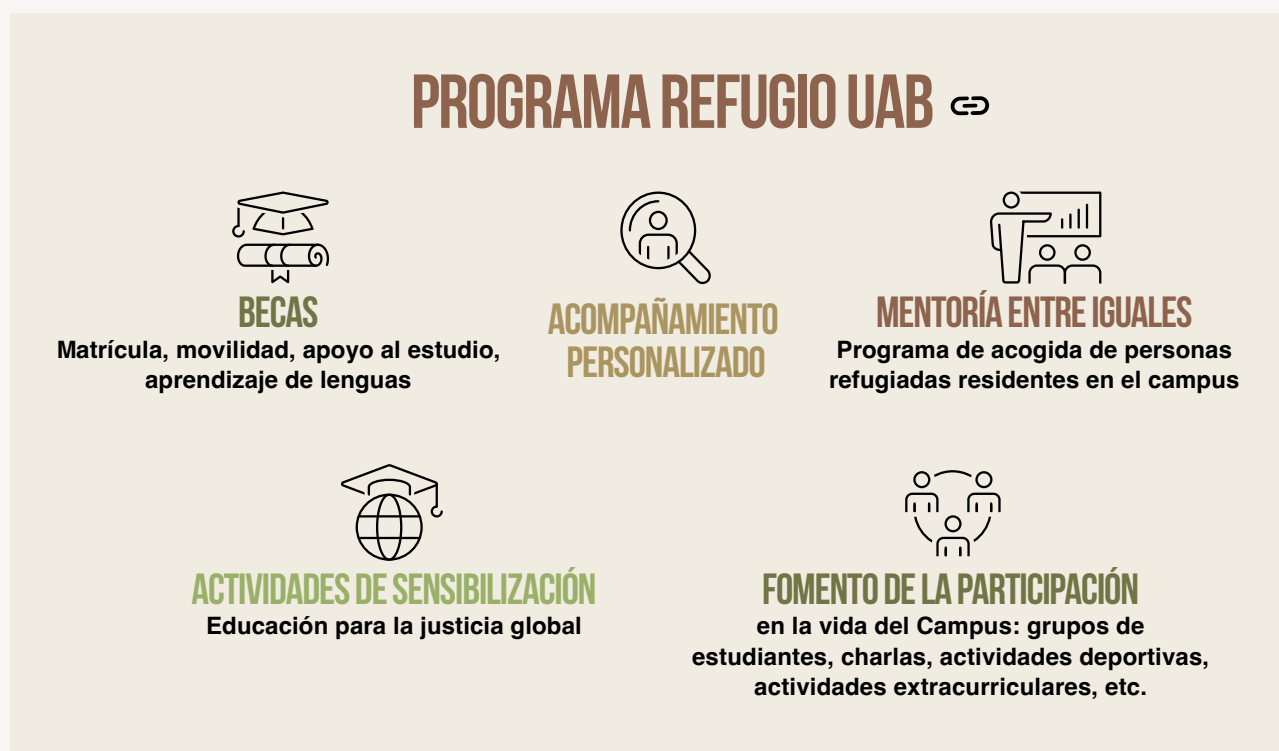 PROGRAMA REFUGIO UAB
BECAS
Matrícula, movilidad, apoyo al estudio,
aprendizaje de lenguas
ACOMPAÑAMIENTO
PERSONALIZADO
MENTORÍA ENTRE IGUALES
Programa de acogida de personas
refugiadas residentes en el campus
ACTIVIDADES DE SENSIBILIZACIÓN
Educación para la justicia global
FOMENTO DE LA PARTICIPACIÓN
en la vida del Campus: grupos de
estudiantes, charlas, actividades deportivas,
actividades extracurriculares, etc.